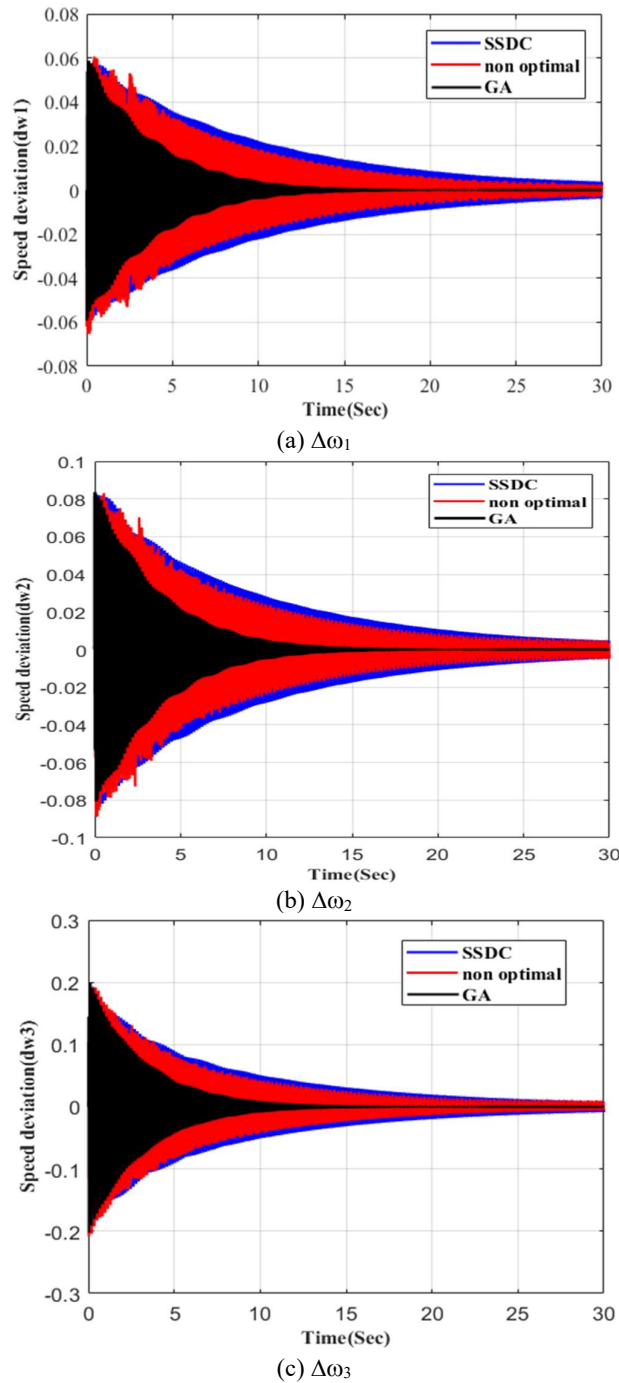 0.08
0.06
0.04
0.02
0
-0.02
-0.04
-0.06
-0.08
Speed deviation(dw1)
SSDC
non optimal
GA
0 5 10 15 20 25 30
Time(Sec)
(a) Δω1
0.1
0.08
0.06
0.04
0.02
0
-0.02
-0.04
-0.06
-0.08
-0.1
Speed deviation(dw2)
SSDC
non optimal
GA
0 5 10 15 20 25 30
Time(Sec)
(b) Δω2
0.3
0.2
0.1
0
-0.1
-0.2
-0.3
Speed deviation(dw3)
SSDC
non optimal
GA
0 5 10 15 20 25 30
Time(Sec)
(c) Δω3